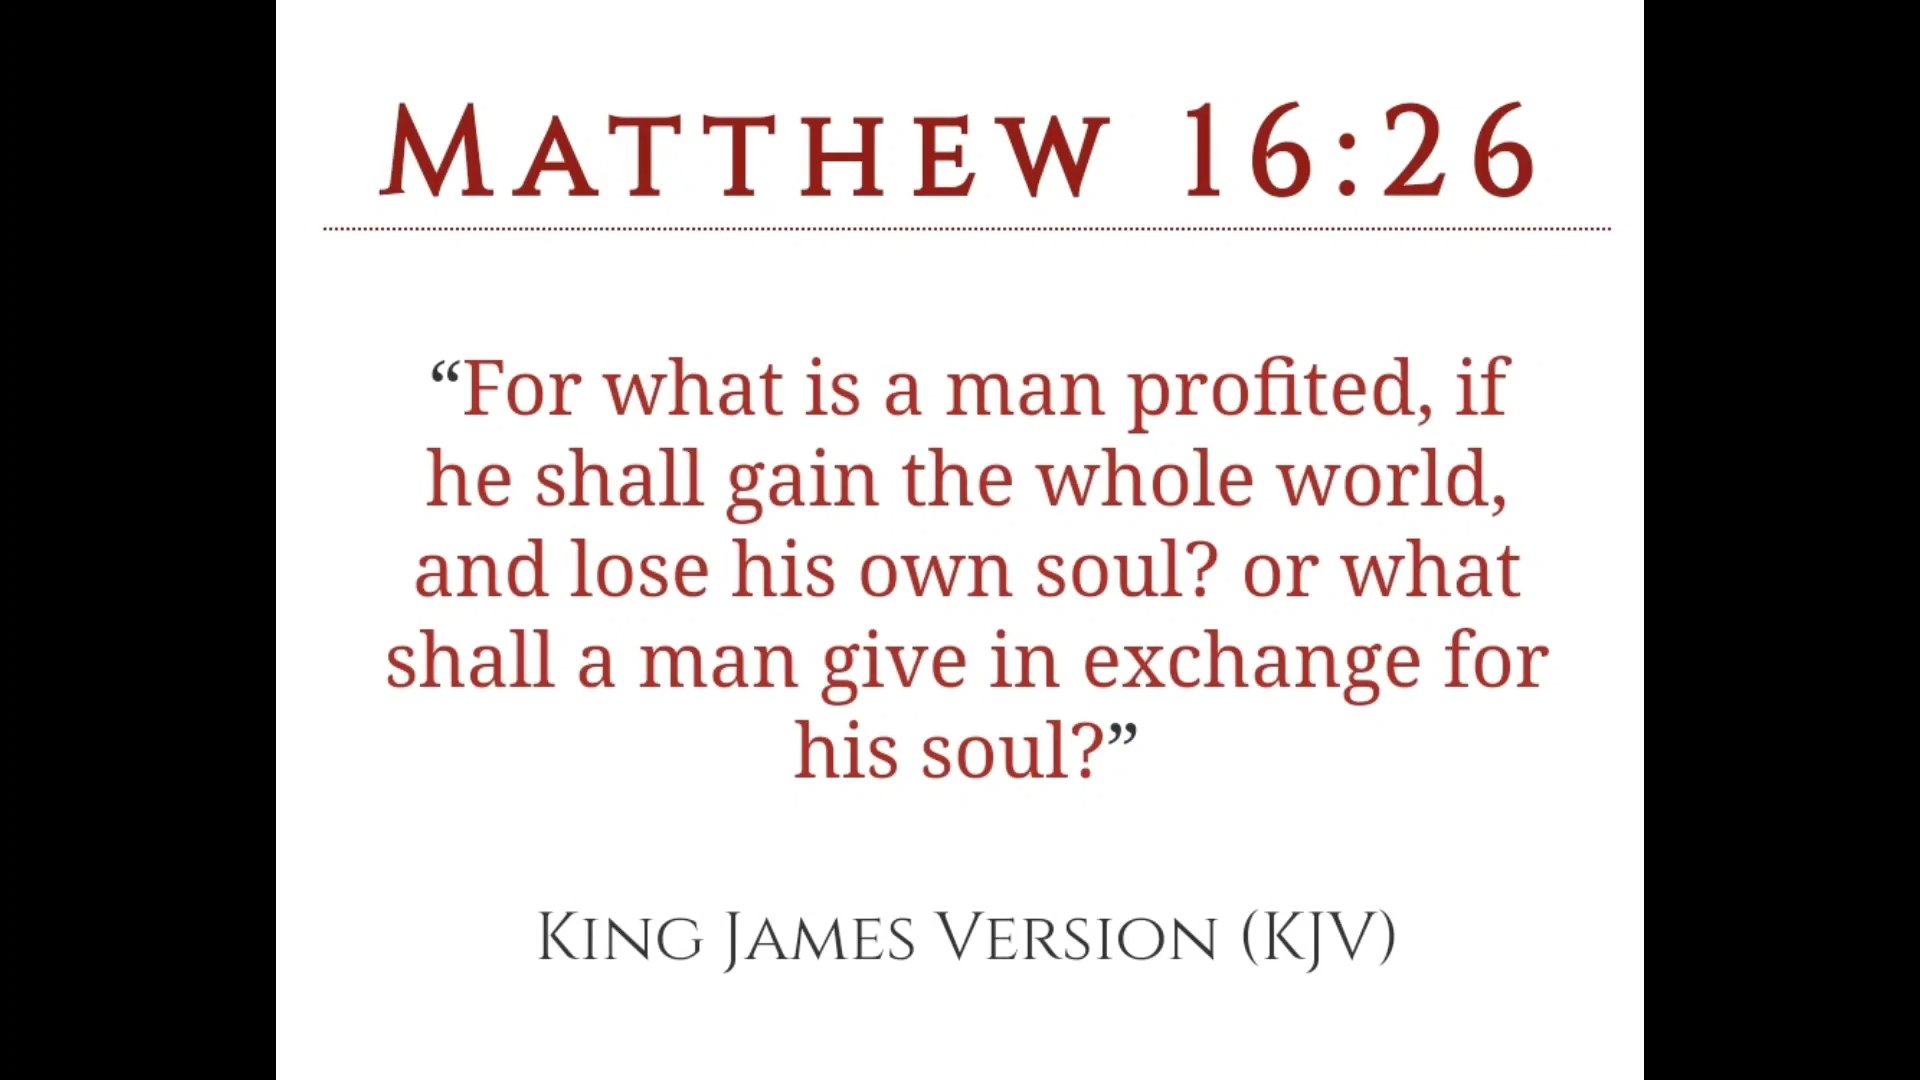 MATTHEW 16:26
“For what is a man profited, if
he shall gain the whole world,
and lose his own soul? or what
shall a man give in exchange for
his soul?”
KING JAMES VERSION (KJV)